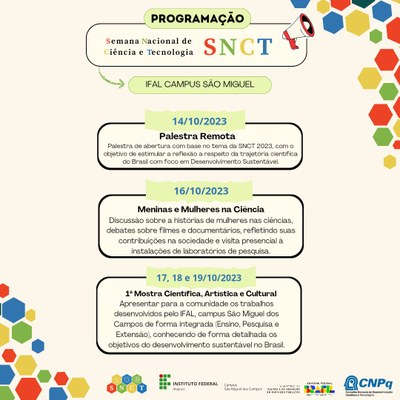 PROGRAMAÇÃO
Semana Nacional de
Ciência e Tecnologia
SNCT
IFAL CAMPUS SÃO MIGUEL
14/10/2023
Palestra Remota
Palestra de abertura com base no tema da SNCT 2023, com o
objetivo de estimular a reflexão a respeito da trajetoria científica
do Brasil com foco em Desenvolvimento Sustentável.
16/10/2023
Meninas e Mulheres na Ciência
Discussão sobre a histórias de mulheres nas ciências,
debates sobre filmes e documentários, refletindo suas
contribuições na sociedade e visita presencial à
instalações de laboratórios de pesquisa.
17, 18 e 19/10/2023
1ª Mostra Científica, Artística e Cultural
Apresentar para a comunidade os trabalhos
desenvolvidos pelo IFAL, campus São Miguel dos
Campos de forma integrada (Ensino, Pesquisa e
Extensão), conhecendo de forma detalhada os
objetivos do desenvolvimento sustentável no Brasil.
SNCT
INSTITUTO FEDERAL
Alagoas
Campus
São Miguel dos Campos
BRASIL
CNPq